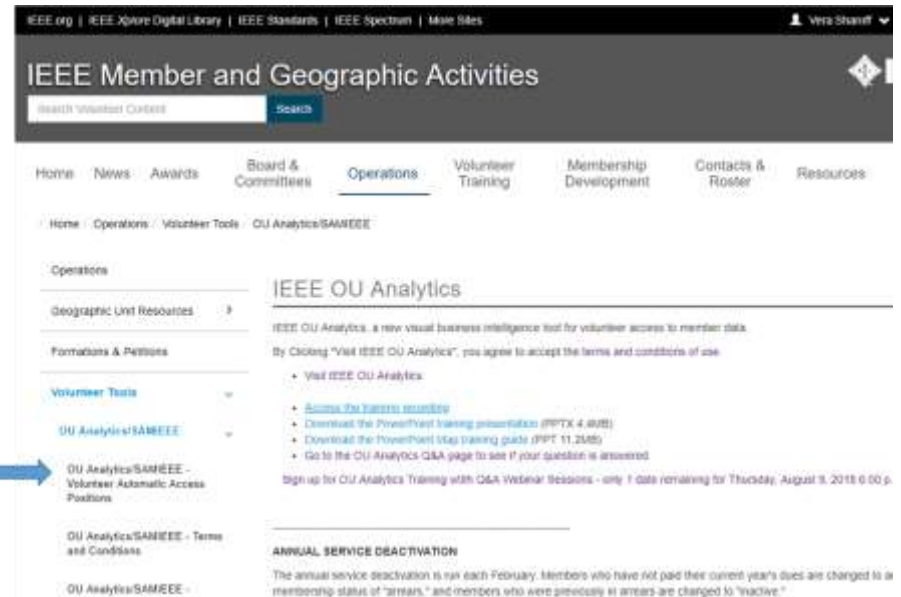 IEEE.org | IEEE Xplore Digital Library | IEEE Standards | IEEE Spectrum | More Sites
Vera Sharoff
IEEE Member and Geographic Activities
Search Volunteer Content
Search
Home News Awards Board & Committees Operations Volunteer Training Membership Development Contacts & Roster Resources
/ Home / Operations / Volunteer Tools / OU Analytics/SAMIEEE
Operations
Geographic Unit Resources
Formations & Petitions
Volunteer Tools
OU Analytics/SAMIEEE
OU Analytics/SAMIEEE -
Volunteer Automatic Access
Positions
OU Analytics/SAMIEEE - Terms
and Conditions
OU Analytics/SAMIEEE -
IEEE OU Analytics
IEEE OU Analytics, a new visual business intelligence tool for volunteer access to member data.
By Clicking "Visit IEEE OU Analytics", you agree to accept the terms and conditions of use.
• Visit IEEE OU Analytics
• Access the training recording
• Download the PowerPoint training presentation (PPTX 4.4MB)
• Download the PowerPoint Map training guide (PPT 11.2MB)
• Go to the OU Analytics Q&A page to see if your question is answered
Sign up for OU Analytics Training with Q&A Webinar Sessions - only 1 date remaining for Thursday, August 9, 2018 6:00 p.
ANNUAL SERVICE DEACTIVATION
The annual service deactivation is run each February. Members who have not paid their current year's dues are changed to
membership status of "arrears," and members who were previously in arrears are changed to "inactive."